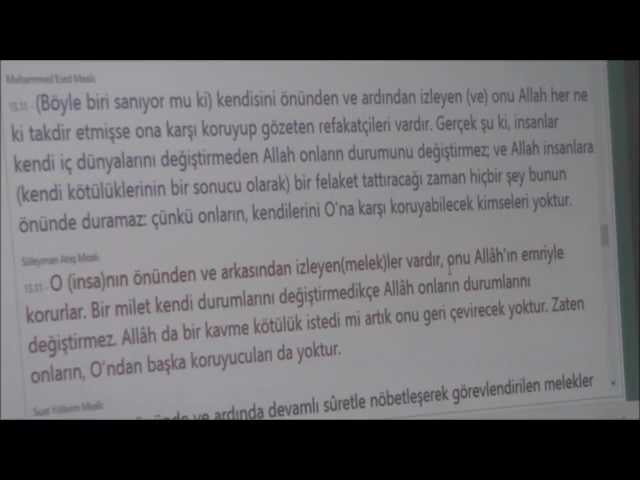 Muhammed Esed Meali
13.11 - (Böyle biri sanıyor mu ki) kendisini önünden ve ardından izleyen (ve) onu Allah her ne
ki takdir etmişse ona karşı koruyup gözeten refakatçileri vardır. Gerçek şu ki, insanlar
kendi iç dünyalarını değiştirmeden Allah onların durumunu değiştirmez; ve Allah insanlara
(kendi kötülüklerinin bir sonucu olarak) bir felaket tattıracağı zaman hiçbir şey bunun
önünde duramaz: çünkü onların, kendilerini O'na karşı koruyabilecek kimseleri yoktur.
Süleyman Ateş Meali
13.11 - O (insa)nın önünden ve arkasından izleyen(melek)ler vardır, onu Allâh'ın emriyle
korurlar. Bir milet kendi durumlarını değiştirmedikçe Allâh onların durumlarını
değiştirmez. Allâh da bir kavme kötülük istedi mi artık onu geri çevirecek yoktur. Zaten
onların, O'ndan başka koruyucuları da yoktur.
Suat Yıldırım Meali
ve ardında devamlı sûretle nöbetleşerek görevlendirilen melekler